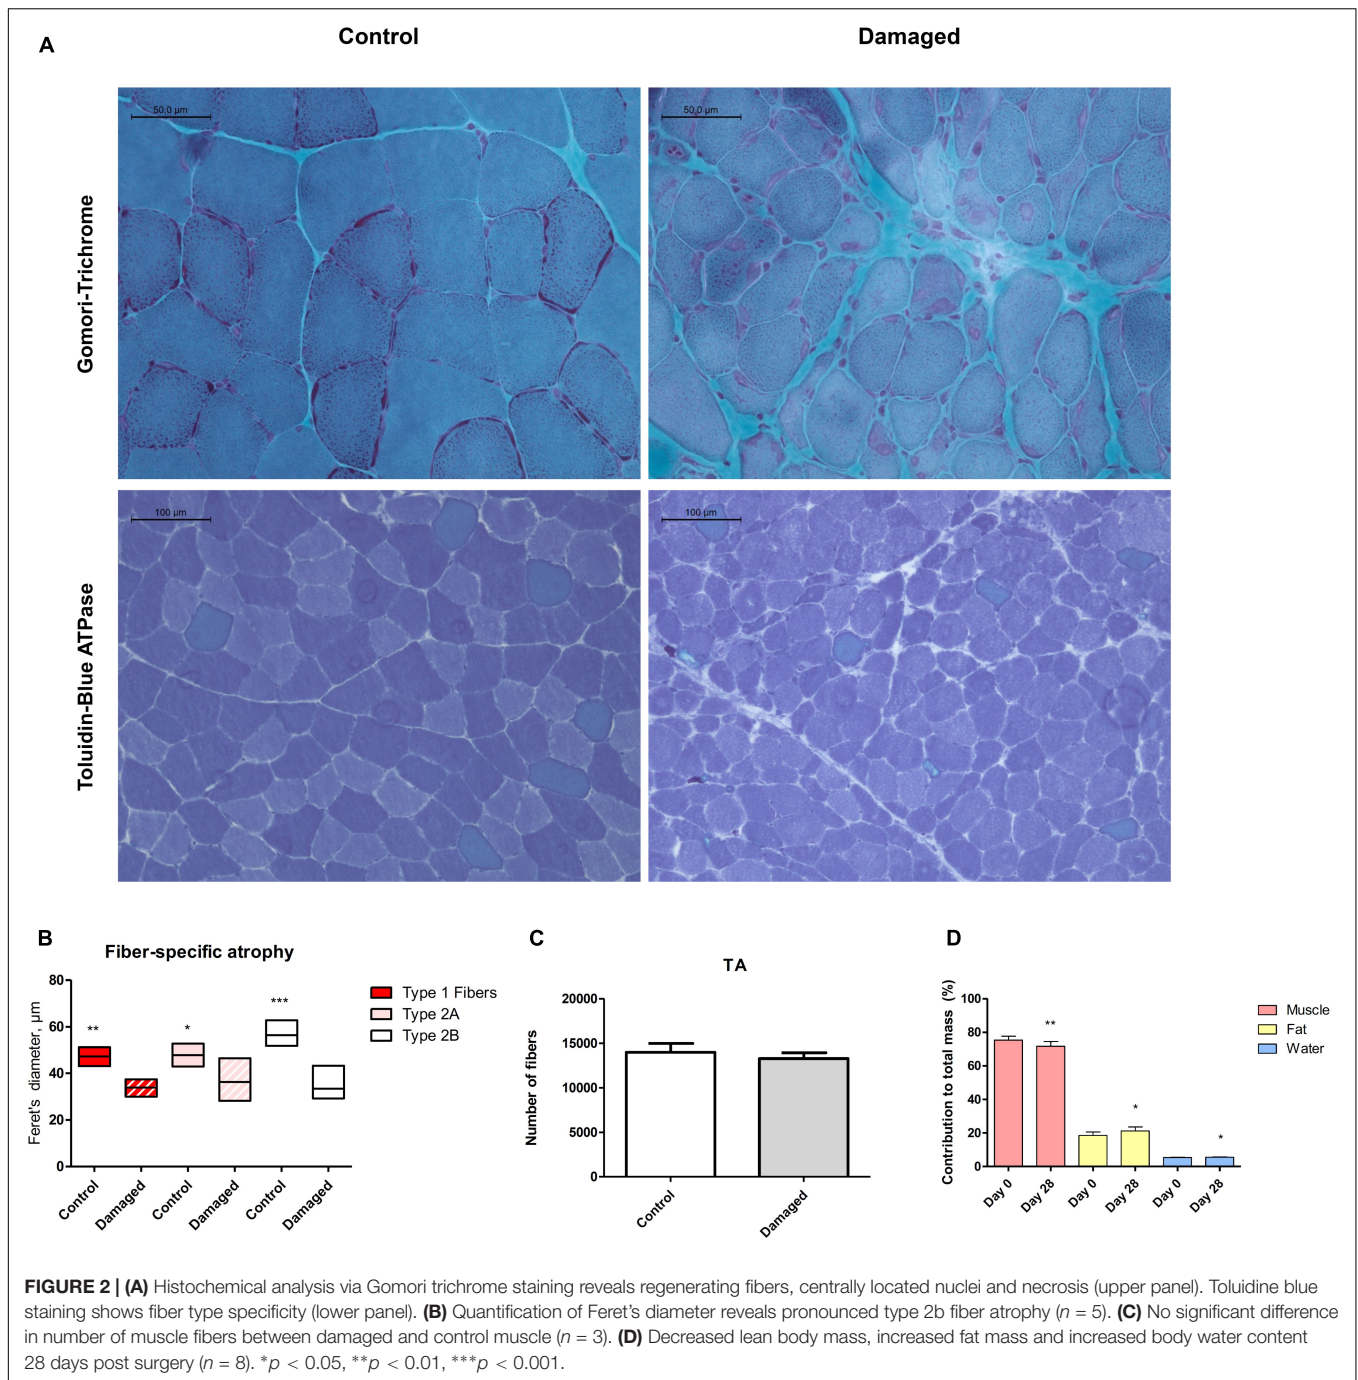 A
Control
Damaged
Gomori-Trichrome
50,0 µm
50,0 µm
Toluidin-Blue ATPase
100 µm
100 µm
B
Fiber-specific atrophy
Feret's diameter, µm
80
60
40
20
0
**
*
***
Control
Damaged
Control
Damaged
Control
Damaged
Type 1 Fibers
Type 2A
Type 2B
C
TA
Number of fibers
20000
15000
10000
5000
0
Control
Damaged
D
Contribution to total mass (%)
100
80
60
40
20
0
**
*
*
Day 0
Day 28
Day 0
Day 28
Day 0
Day 28
Muscle
Fat
Water
FIGURE 2 | (A) Histochemical analysis via Gomori trichrome staining reveals regenerating fibers, centrally located nuclei and necrosis (upper panel). Toluidine blue
staining shows fiber type specificity (lower panel). (B) Quantification of Feret's diameter reveals pronounced type 2b fiber atrophy (n = 5). (C) No significant difference
in number of muscle fibers between damaged and control muscle (n = 3). (D) Decreased lean body mass, increased fat mass and increased body water content
28 days post surgery (n = 8). *p < 0.05, **p < 0.01, ***p < 0.001.